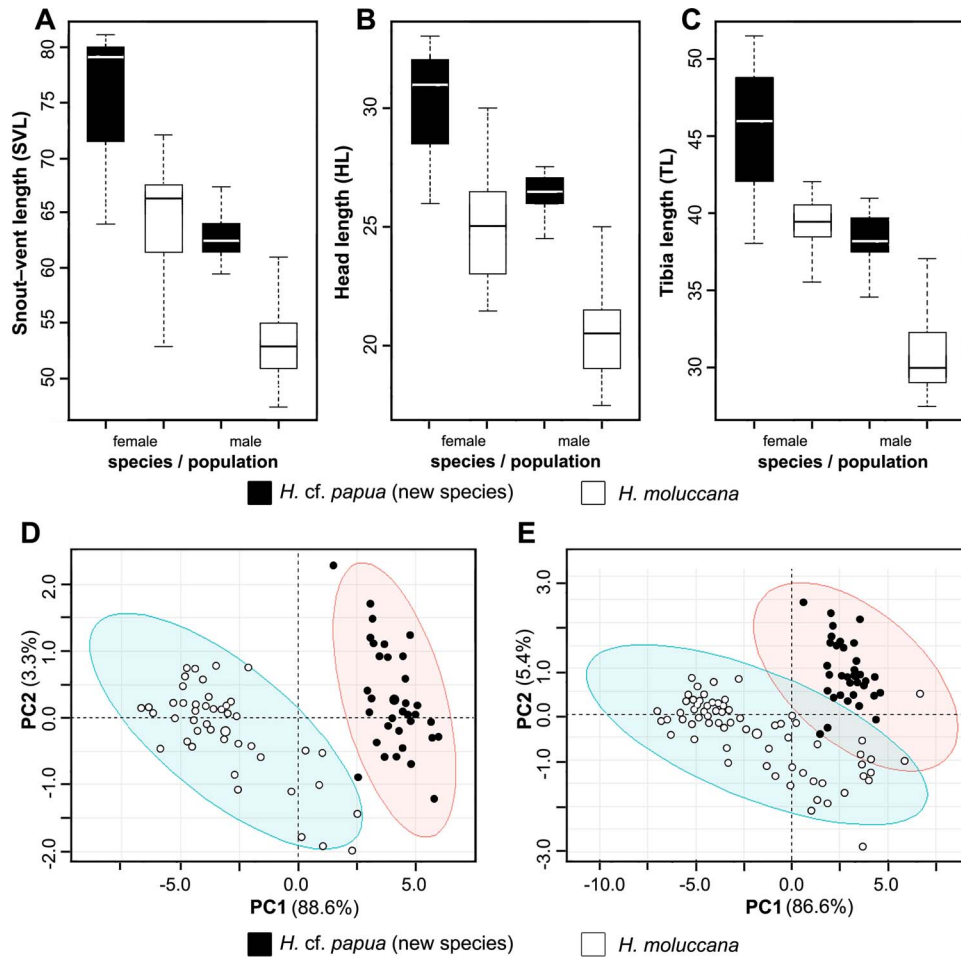 A
B
C
Snout–vent length (SVL)
80
75
70
65
60
55
50
Head length (HL)
30
25
20
Tibia length (TL)
50
45
40
35
30
female male
female male
female male
species / population
species / population
species / population
H. cf. papua (new species) H. moluccana
D
E
PC2 (3.3%)
2.0
1.0
0.0
-1.0
-2.0
-5.0 0.0 5.0
PC1 (88.6%)
PC2 (5.4%)
3.0
1.0
0.0
-1.0
-3.0
-10.0 -5.0 0.0 5.0
PC1 (86.6%)
H. cf. papua (new species) H. moluccana